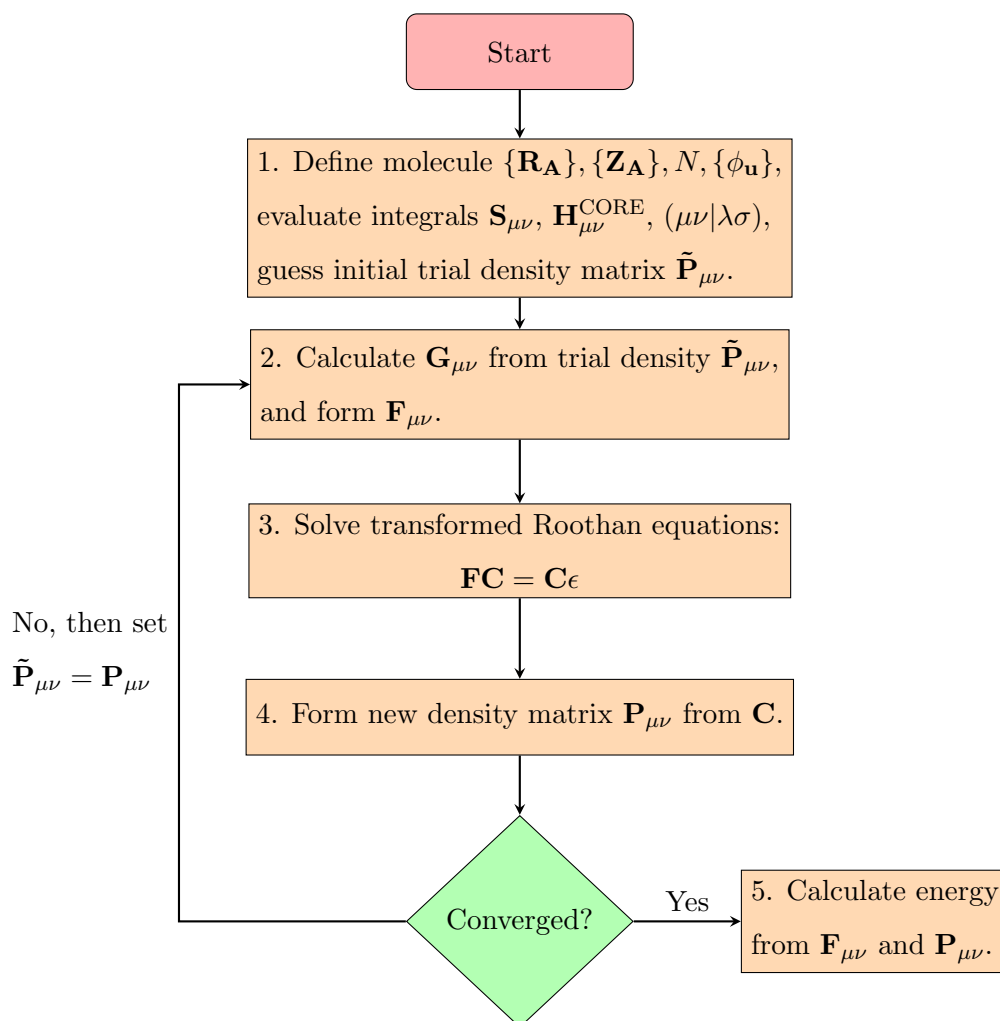 Start
1. Define molecule {𝐑_𝐀}, {𝐙_𝐀}, N, {ϕ_𝐮},
evaluate integrals 𝐒_μν, 𝐇_μν^CORE, (μν|λσ),
guess initial trial density matrix 𝐏̃_μν.
2. Calculate 𝐆_μν from trial density 𝐏̃_μν,
and form 𝐅_μν.
3. Solve transformed Roothan equations:
𝐅𝐂 = 𝐂ϵ
No, then set
𝐏̃_μν = 𝐏_μν
4. Form new density matrix 𝐏_μν from 𝐂.
Converged?
Yes
5. Calculate energy
from 𝐅_μν and 𝐏_μν.